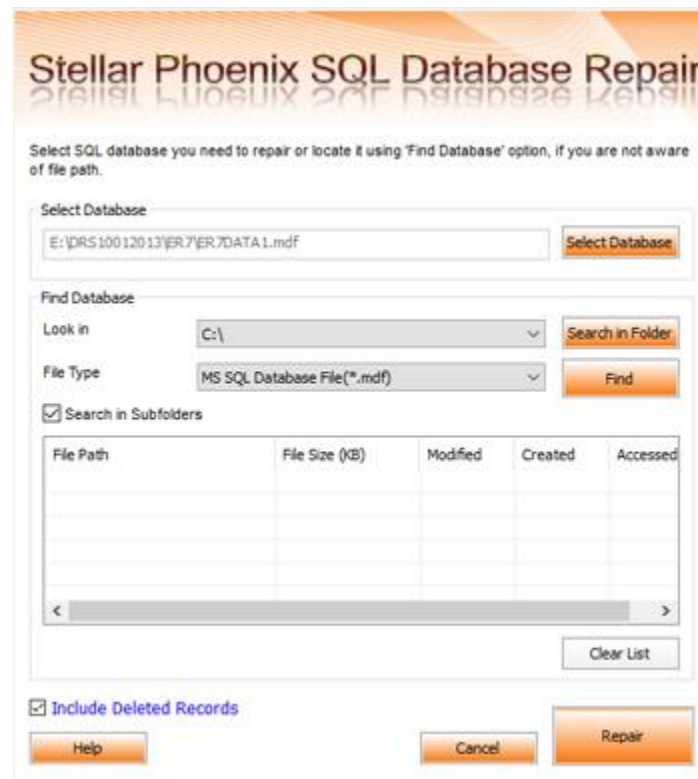 Stellar Phoenix SQL Database Repair
Select SQL database you need to repair or locate it using 'Find Database' option, if you are not aware
of file path.
Select Database
E:\DRS10012013\ER7\ER7DATA1.mdf
Select Database
Find Database
Look in
C:\
Search in Folder
File Type
MS SQL Database File(*.mdf)
Find
Search in Subfolders
File Path File Size (KB) Modified Created Accessed
Clear List
Include Deleted Records
Help
Cancel
Repair